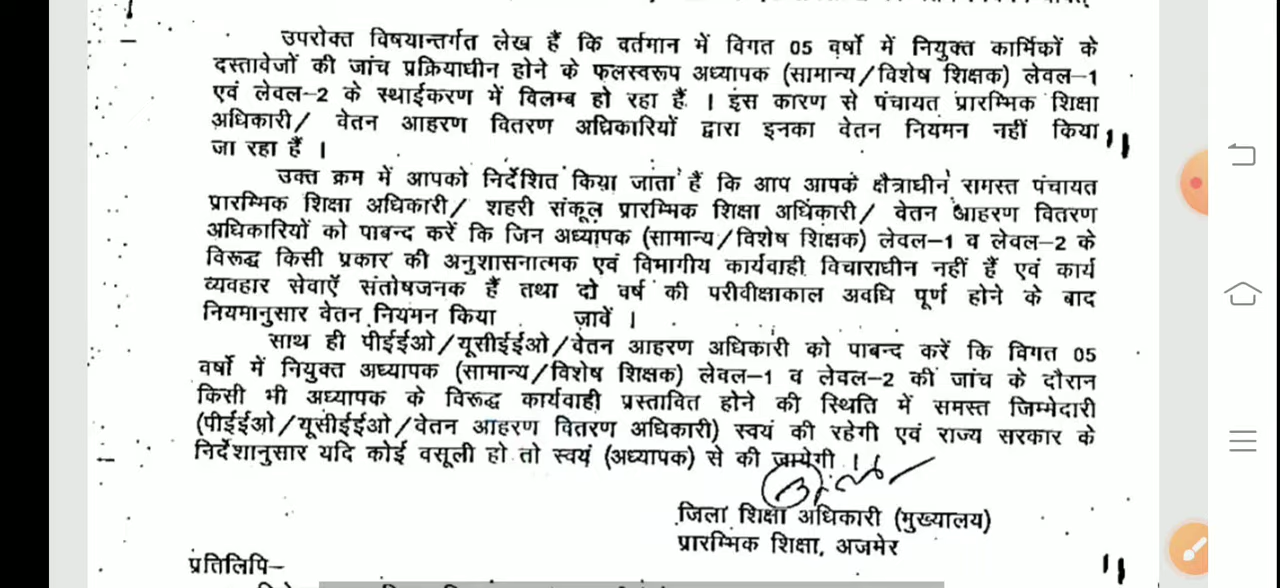 उपरोक्त विषयान्तर्गत लेख हैं कि वर्तमान में विगत 05 वर्षो में नियुक्त कार्मिकों के
दस्तावेजों की जांच प्रक्रियाधीन होने के फलस्वरूप अध्यापक (सामान्य/विशेष शिक्षक) लेवल-1
एवं लेवल-2 के स्थाईकरण में विलम्ब हो रहा हैं । इस कारण से पंचायत प्रारम्भिक शिक्षा
अधिकारी/ वेतन आहरण वितरण अधिकारियों द्वारा इनका वेतन नियमन नहीं किया
जा रहा हैं ।
उक्त क्रम में आपको निर्देशित किया जाता हैं कि आप आपके क्षैत्राधीन रामस्त पंचायत
प्रारम्भिक शिक्षा अधिकारी/ शहरी संकूल प्रारम्भिक शिक्षा अधिकारी/ वेतन आहरण वितरण
अधिकारियों को पाबन्द करें कि जिन अध्यापक (सामान्य/विशेष शिक्षक) लेवल-1 व लेवल-2 के
विरूद्ध किसी प्रकार की अनुशासनात्मक एवं विभागीय कार्यवाही विचाराधीन नहीं हैं एवं कार्य
व्यवहार सेवाऍ संतोषजनक हैं तथा दो वर्ष की परीवीक्षाकाल अवधि पूर्ण होने के बाद
नियमानुसार वेतन नियमन किया जावें ।
साथ ही पीईईओ/यूसीईईओ/वेतन आहरण अधिकारी को पाबन्द करें कि विगत 05
वर्षो में नियुक्त अध्यापक (सामान्य/विशेष शिक्षक) लेवल-1 व लेवल-2 की जांच के दौरान
किसी भी अध्यापक के विरूद्ध कार्यवाही प्रस्तावित होने की स्थिति में समस्त जिम्मेदारी
(पीईईओ/यूसीईईओ/वेतन आहरण वितरण अधिकारी) स्वयं की रहेगी एवं राज्य सरकार के
निर्देशानुसार यदि कोई वसूली हो तो स्वयं (अध्यापक) से की जायेगी ।
जिला शिक्षा अधिकारी (मुख्यालय)
प्रारम्भिक शिक्षा, अजमेर
प्रतिलिपि-